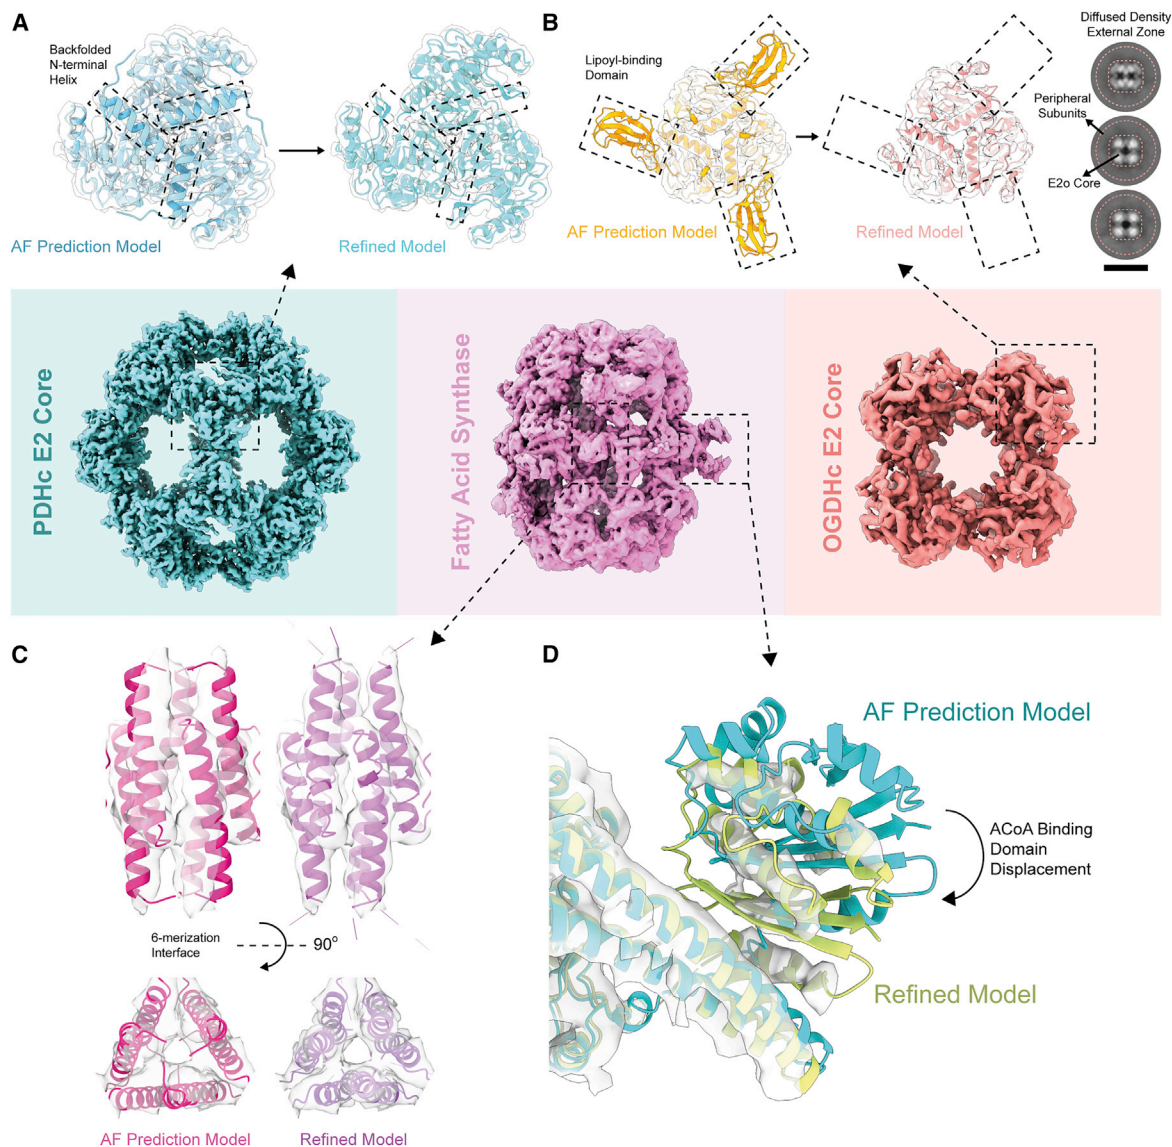 A
Backfolded
N-terminal
Helix
AF Prediction Model
Refined Model
B
Lipoyl-binding
Domain
AF Prediction Model
Refined Model
Diffused Density
External Zone
Peripheral
Subunits
E2o Core
PDHc E2 Core
Fatty Acid Synthase
OGDHc E2 Core
C
6-merization
Interface
90º
AF Prediction Model
Refined Model
D
AF Prediction Model
ACoA Binding
Domain
Displacement
Refined Model